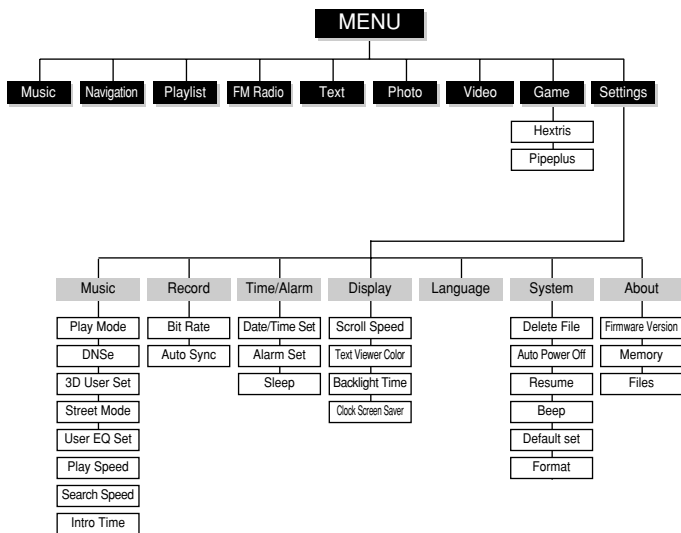 MENU
Music
Navigation
Playlist
FM Radio
Text
Photo
Video
Game
Settings
Hextris
Pipeplus
Music
Record
Time/Alarm
Display
Language
System
About
Play Mode
DNSe
3D User Set
Street Mode
User EQ Set
Play Speed
Search Speed
Intro Time
Bit Rate
Auto Sync
Date/Time Set
Alarm Set
Sleep
Scroll Speed
Text Viewer Color
Backlight Time
Clock Screen Saver
Delete File
Auto Power Off
Resume
Beep
Default set
Format
Firmware Version
Memory
Files